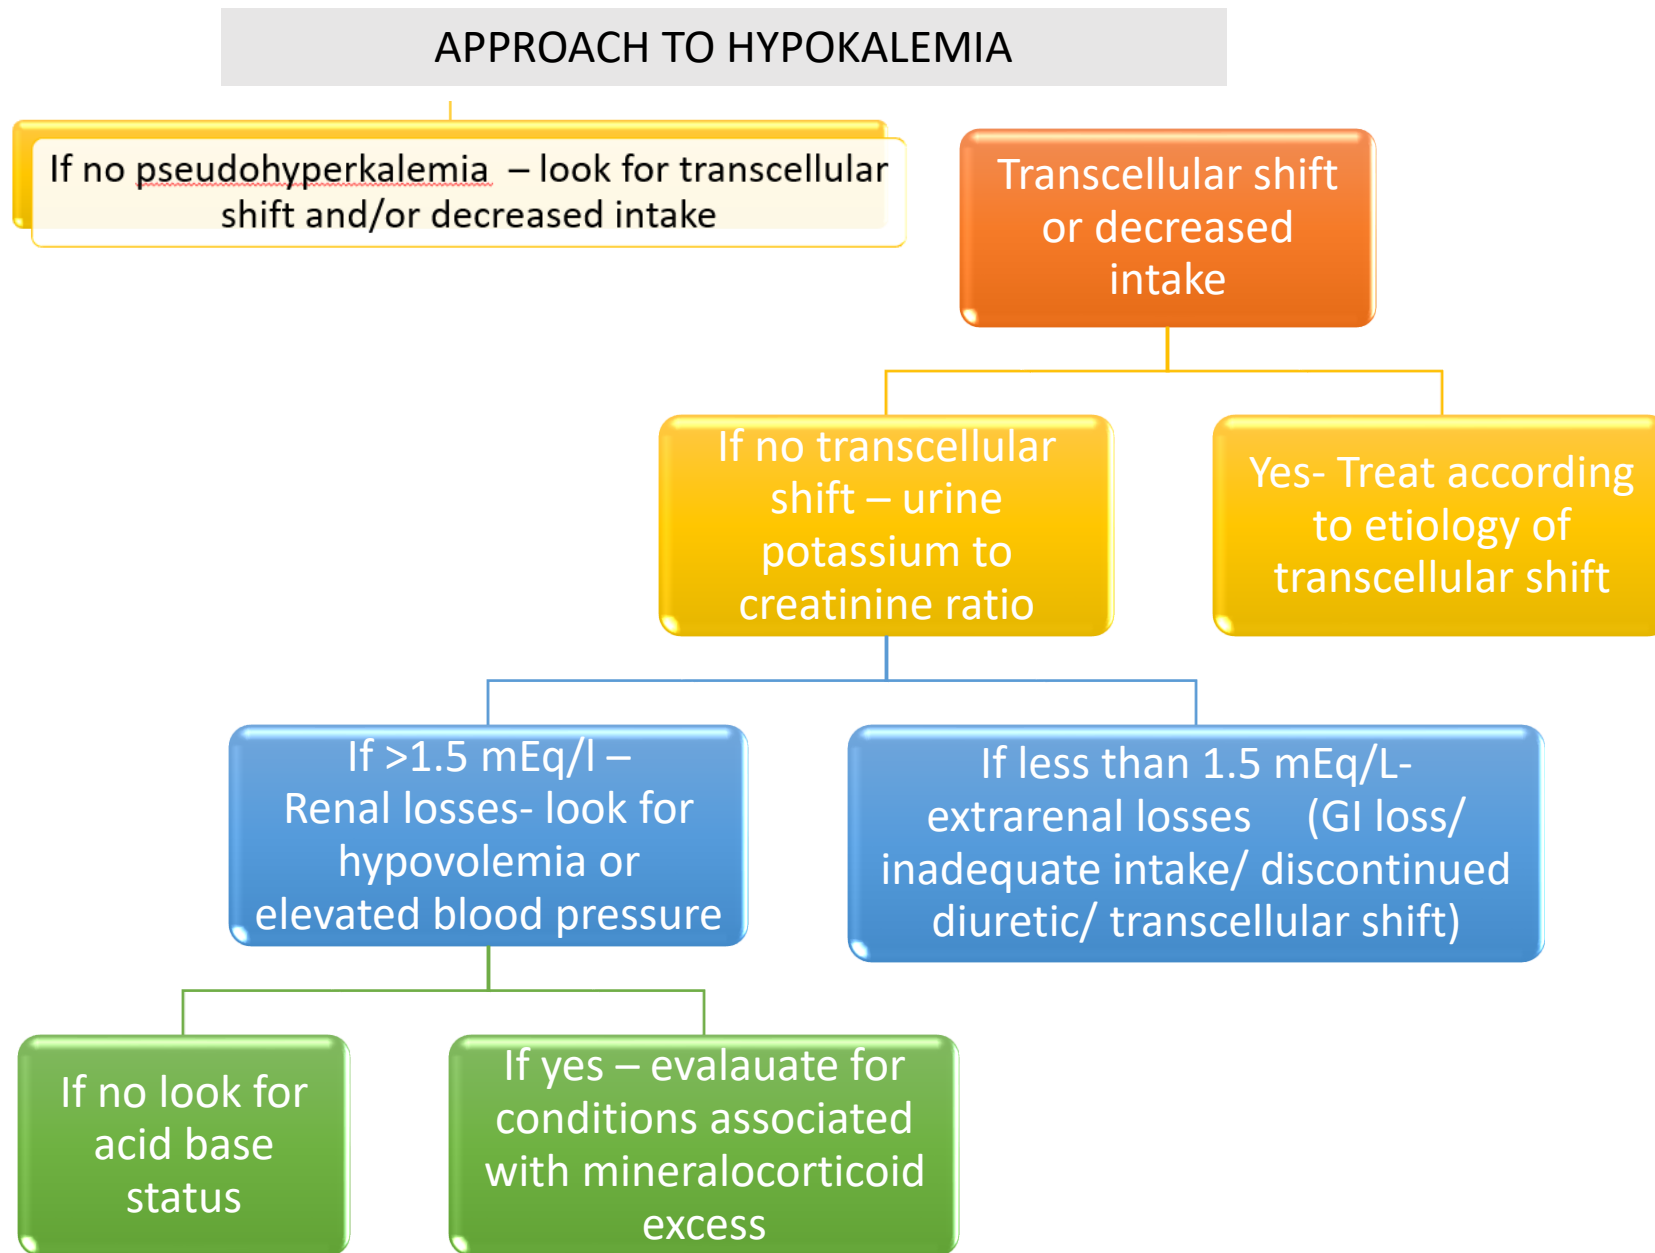 APPROACH TO HYPOKALEMIA
If no pseudohyperkalemia – look for transcellular
shift and/or decreased intake
Transcellular shift
or decreased
intake
If no transcellular
shift – urine
potassium to
creatinine ratio
Yes- Treat according
to etiology of
transcellular shift
If >1.5 mEq/l –
Renal losses- look for
hypovolemia or
elevated blood pressure
If less than 1.5 mEq/L-
extrarenal losses (GI loss/
inadequate intake/ discontinued
diuretic/ transcellular shift)
If no look for
acid base
status
If yes – evalauate for
conditions associated
with mineralocorticoid
excess